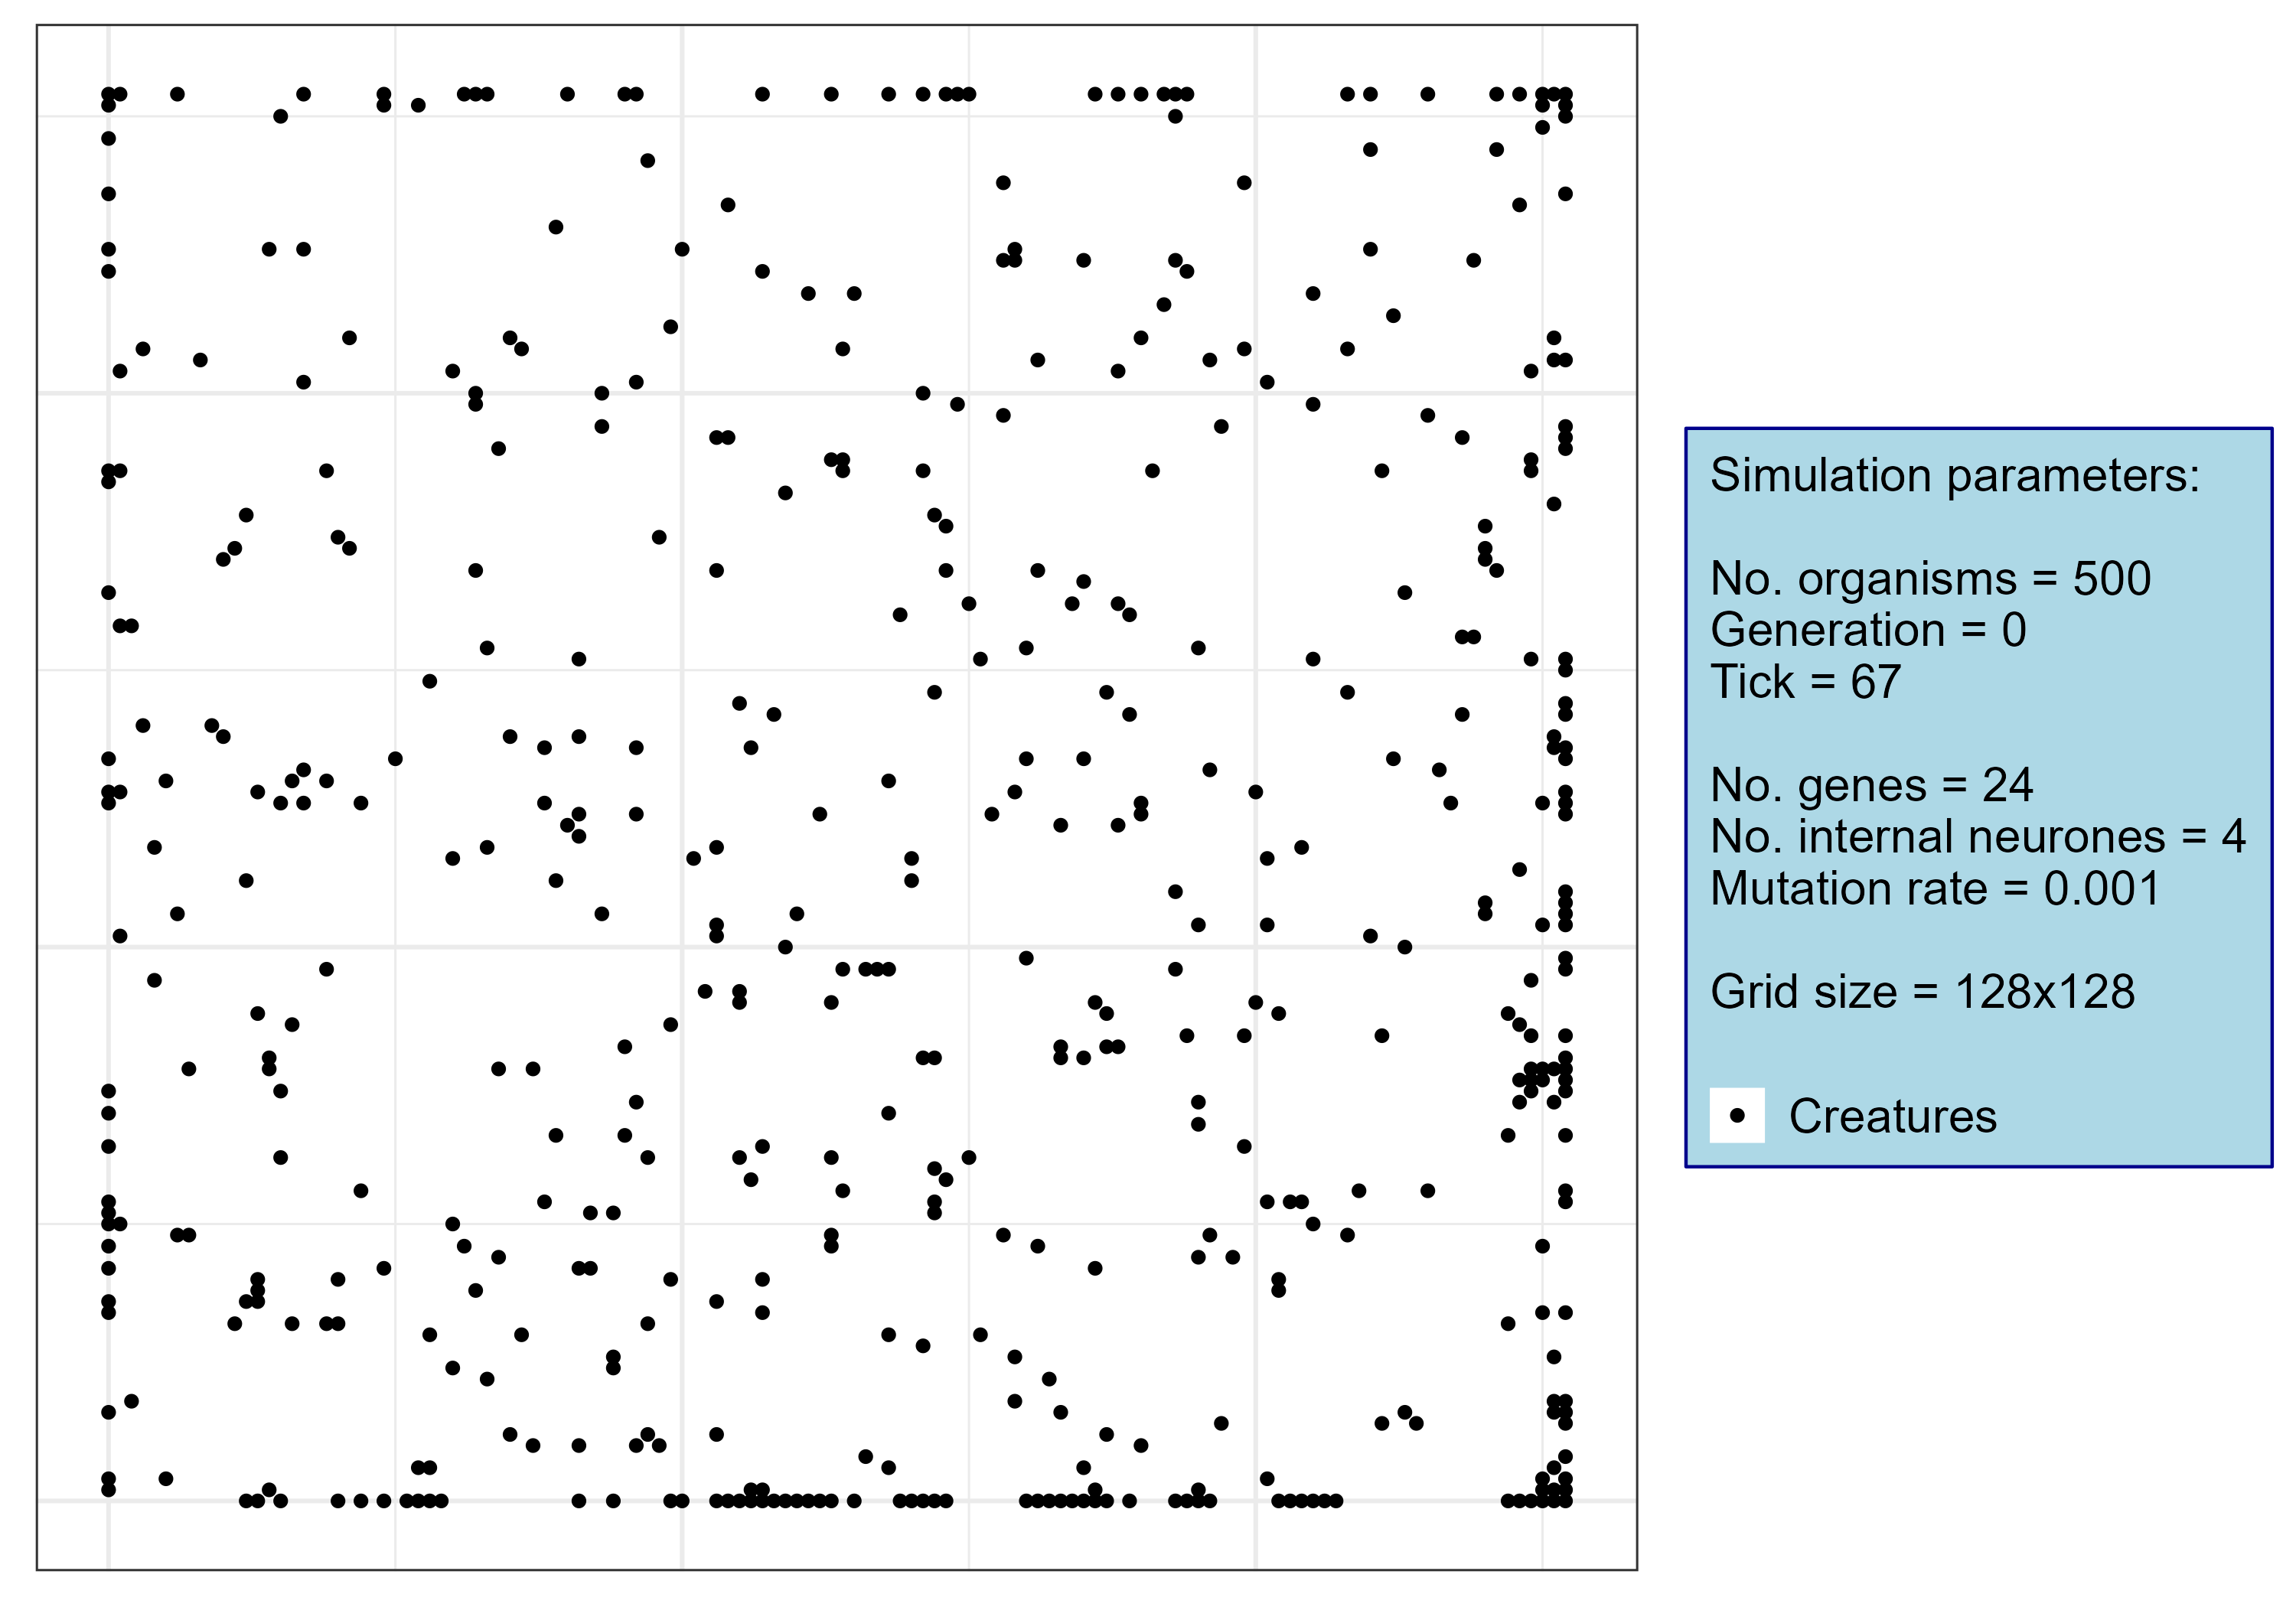 Simulation parameters:
No. organisms = 500
Generation = 0
Tick = 67
No. genes = 24
No. internal neurones = 4
Mutation rate = 0.001
Grid size = 128x128
Creatures